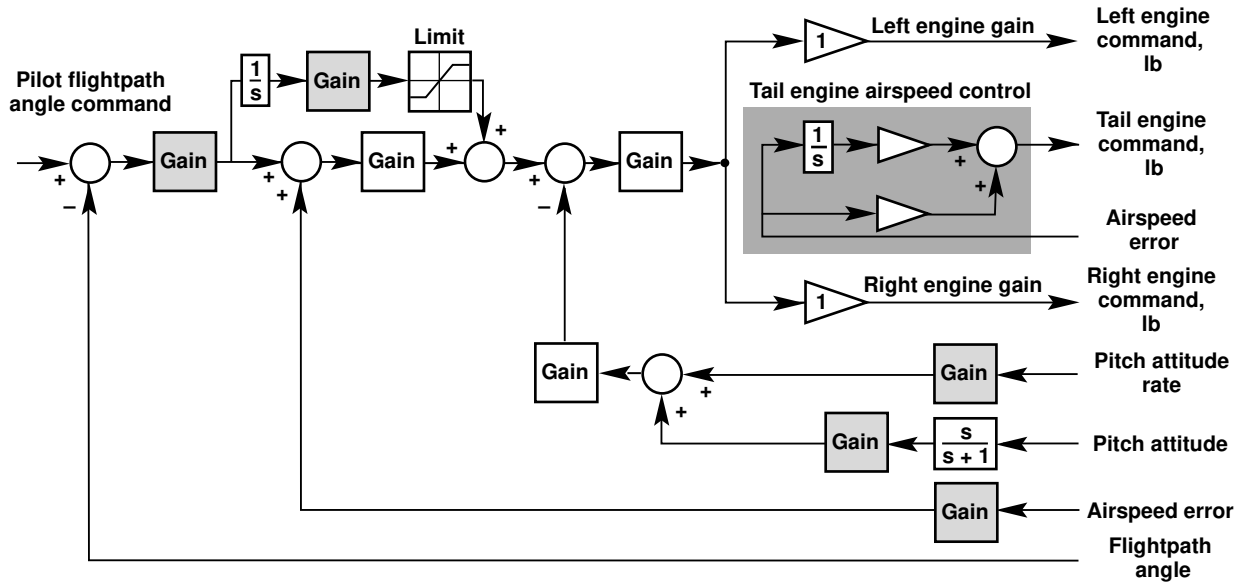 Pilot flightpath
angle command
+
–
Gain
1
s
Gain
Limit
+
+
+
Gain
+
+
–
Gain
1
Left engine gain
Left engine
command,
lb
Tail engine airspeed control
1
s
+
+
Tail engine
command,
lb
Airspeed
error
1
Right engine gain
Right engine
command,
lb
Gain
+
+
Gain
Pitch attitude
rate
Gain
s
s + 1
Pitch attitude
Gain
Airspeed error
Flightpath
angle